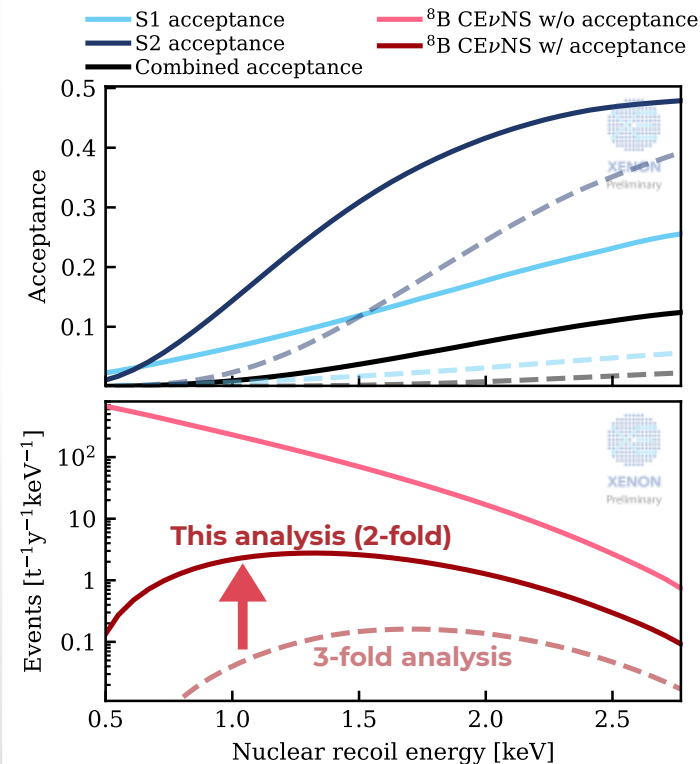 S1 acceptance
S2 acceptance
Combined acceptance
⁸B CEνNS w/o acceptance
⁸B CEνNS w/ acceptance
0.5
0.4
0.3
0.2
0.1
Acceptance
XENON
Preliminary
10²
10
1
0.1
Events [t⁻¹y⁻¹keV⁻¹]
XENON
Preliminary
This analysis (2-fold)
3-fold analysis
0.5 1.0 1.5 2.0 2.5
Nuclear recoil energy [keV]